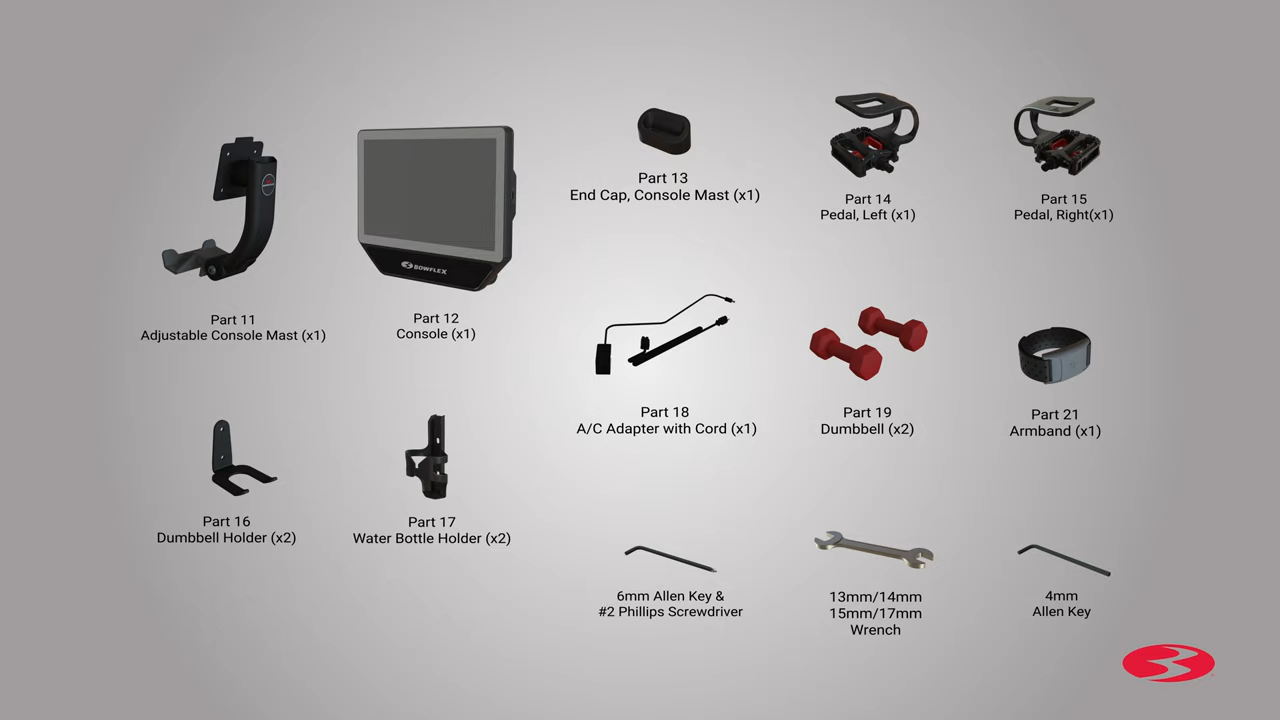 BOWFLEX
Part 11
Adjustable Console Mast (x1)
Part 12
Console (x1)
Part 13
End Cap, Console Mast (x1)
Part 14
Pedal, Left (x1)
Part 15
Pedal, Right(x1)
Part 16
Dumbbell Holder (x2)
Part 17
Water Bottle Holder (x2)
Part 18
A/C Adapter with Cord (x1)
Part 19
Dumbbell (x2)
Part 21
Armband (x1)
6mm Allen Key &
#2 Phillips Screwdriver
13mm/14mm
15mm/17mm
Wrench
4mm
Allen Key